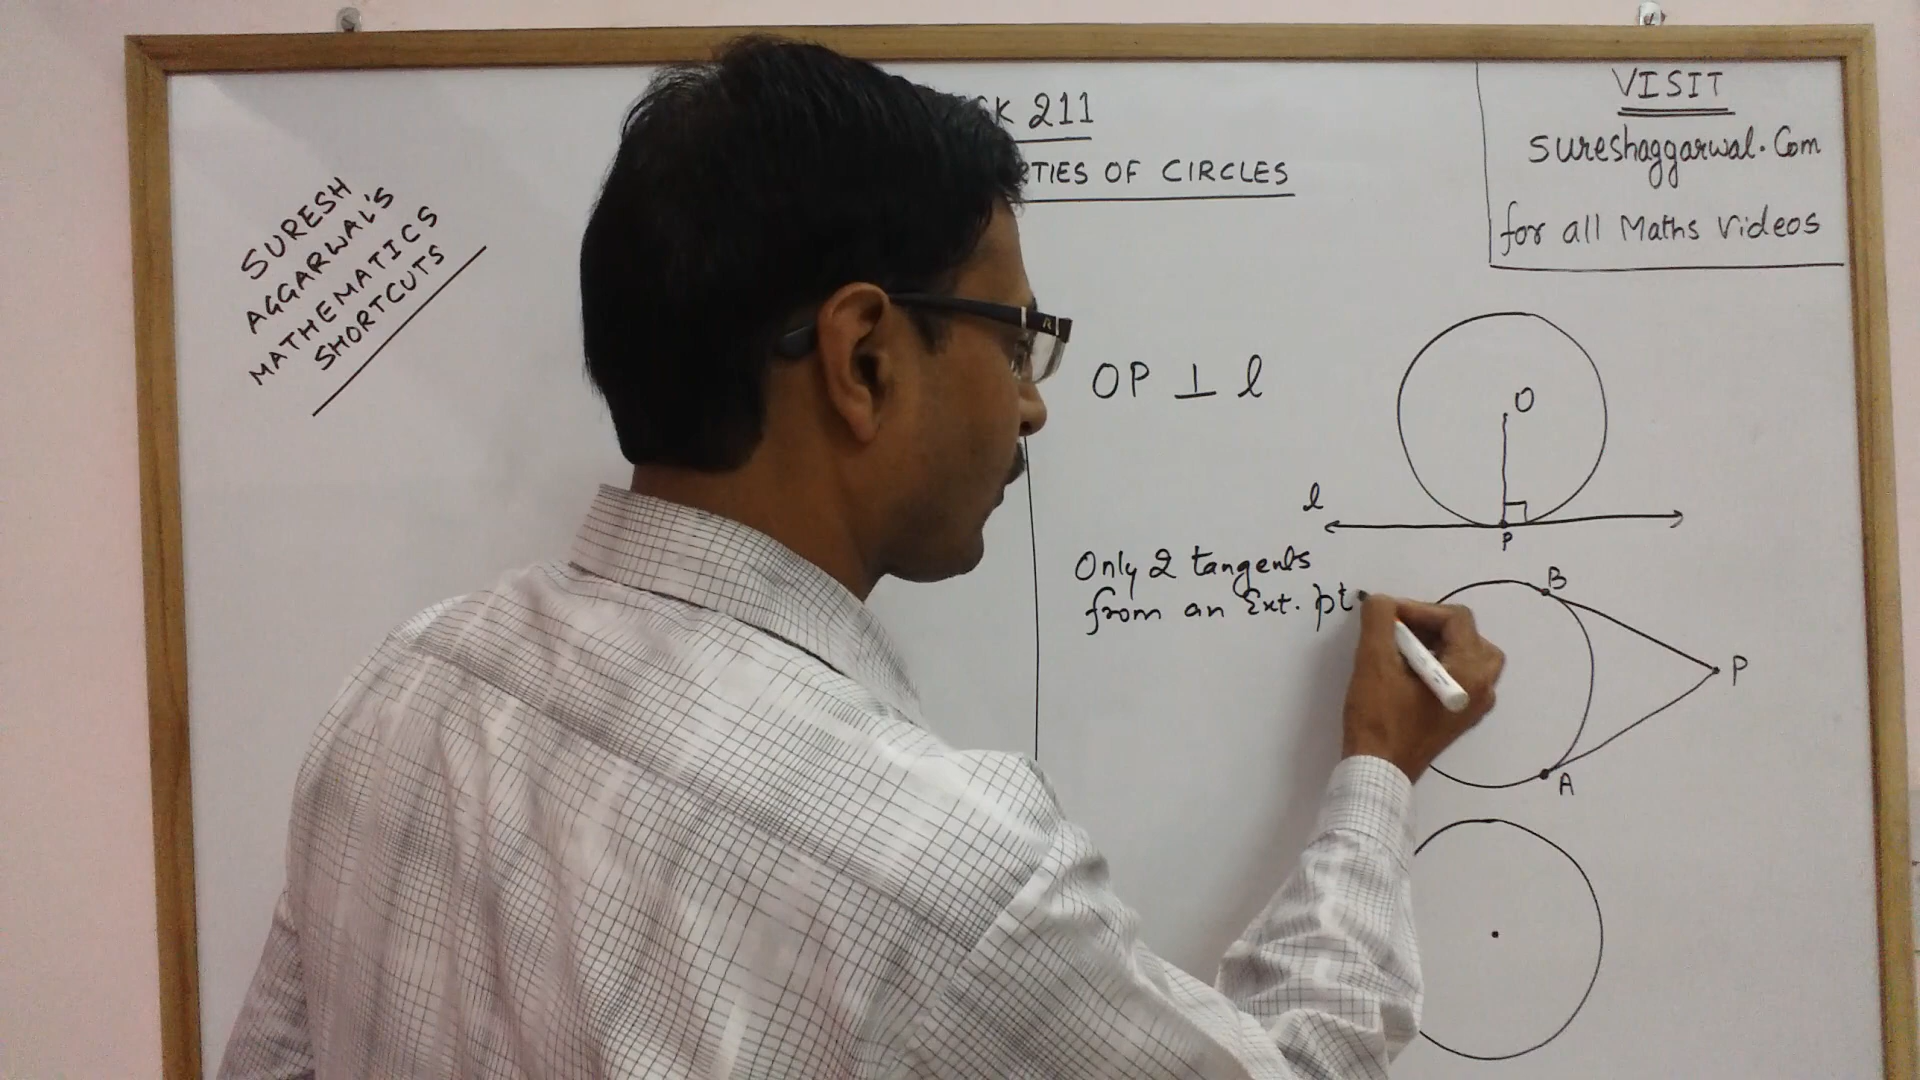 SURESH
AGGARWAL'S
MATHEMATICS
SHORTCUTS
211
OF CIRCLES
VISIT
Sureshaggarwal.Com
for all Maths Videos
OP ⊥ l
O
l
P
Only 2 tangents
from an Ext. pt
B
P
A